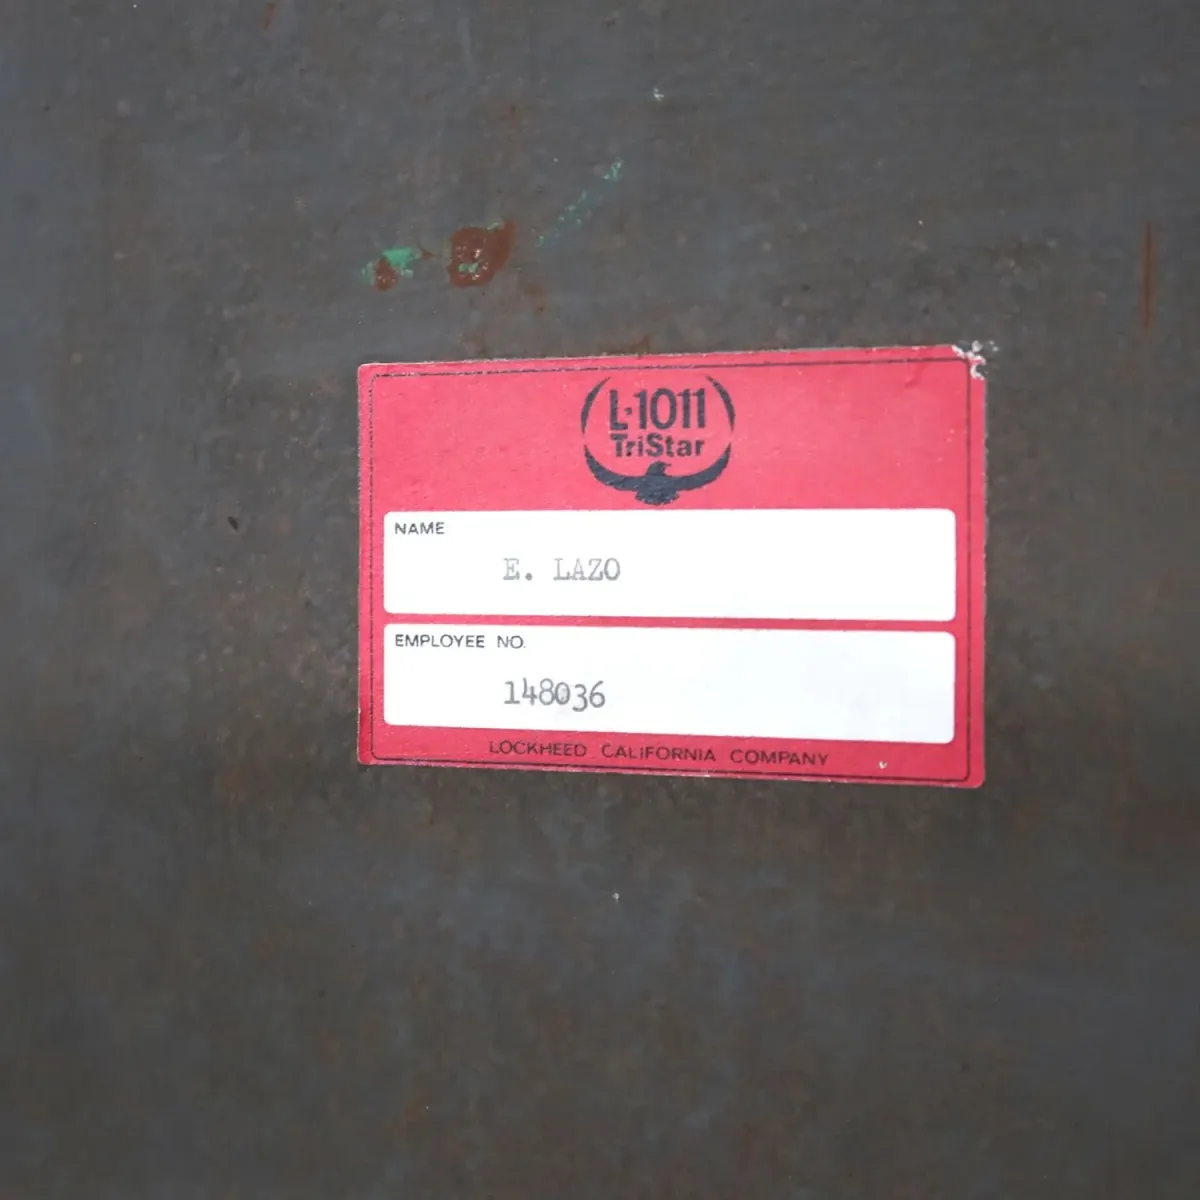 L-1011
TriStar
NAME
E. LAZO
EMPLOYEE NO.
148036
LOCKHEED CALIFORNIA COMPANY